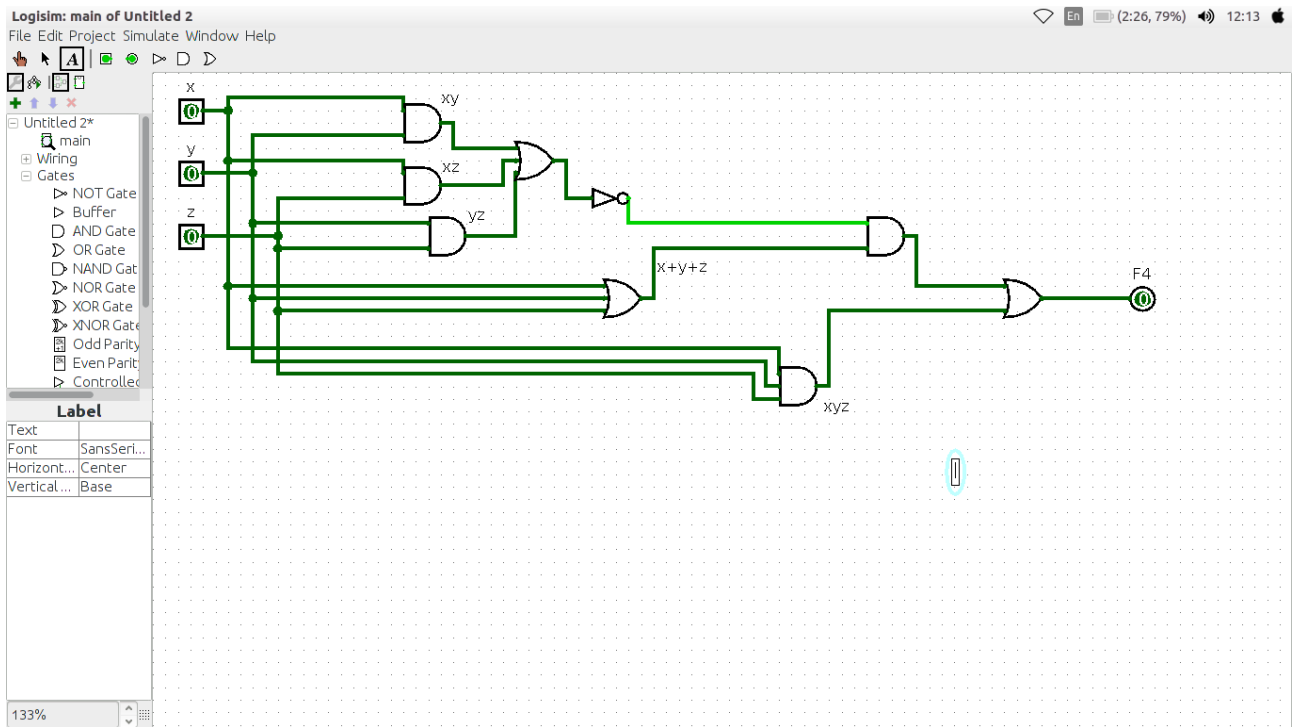 Logisim: main of Untitled 2
En (2:26, 79%) 12:13
File Edit Project Simulate Window Help
A
Untitled 2*
main
Wiring
Gates
NOT Gate
Buffer
AND Gate
OR Gate
NAND Gat
NOR Gate
XOR Gate
XNOR Gate
Odd Parity
Even Parit
Controlled
Label
Text
Font SansSeri...
Horizont... Center
Vertical ... Base
133%
x
0
y
0
z
0
xy
xz
yz
x+y+z
xyz
F4
0